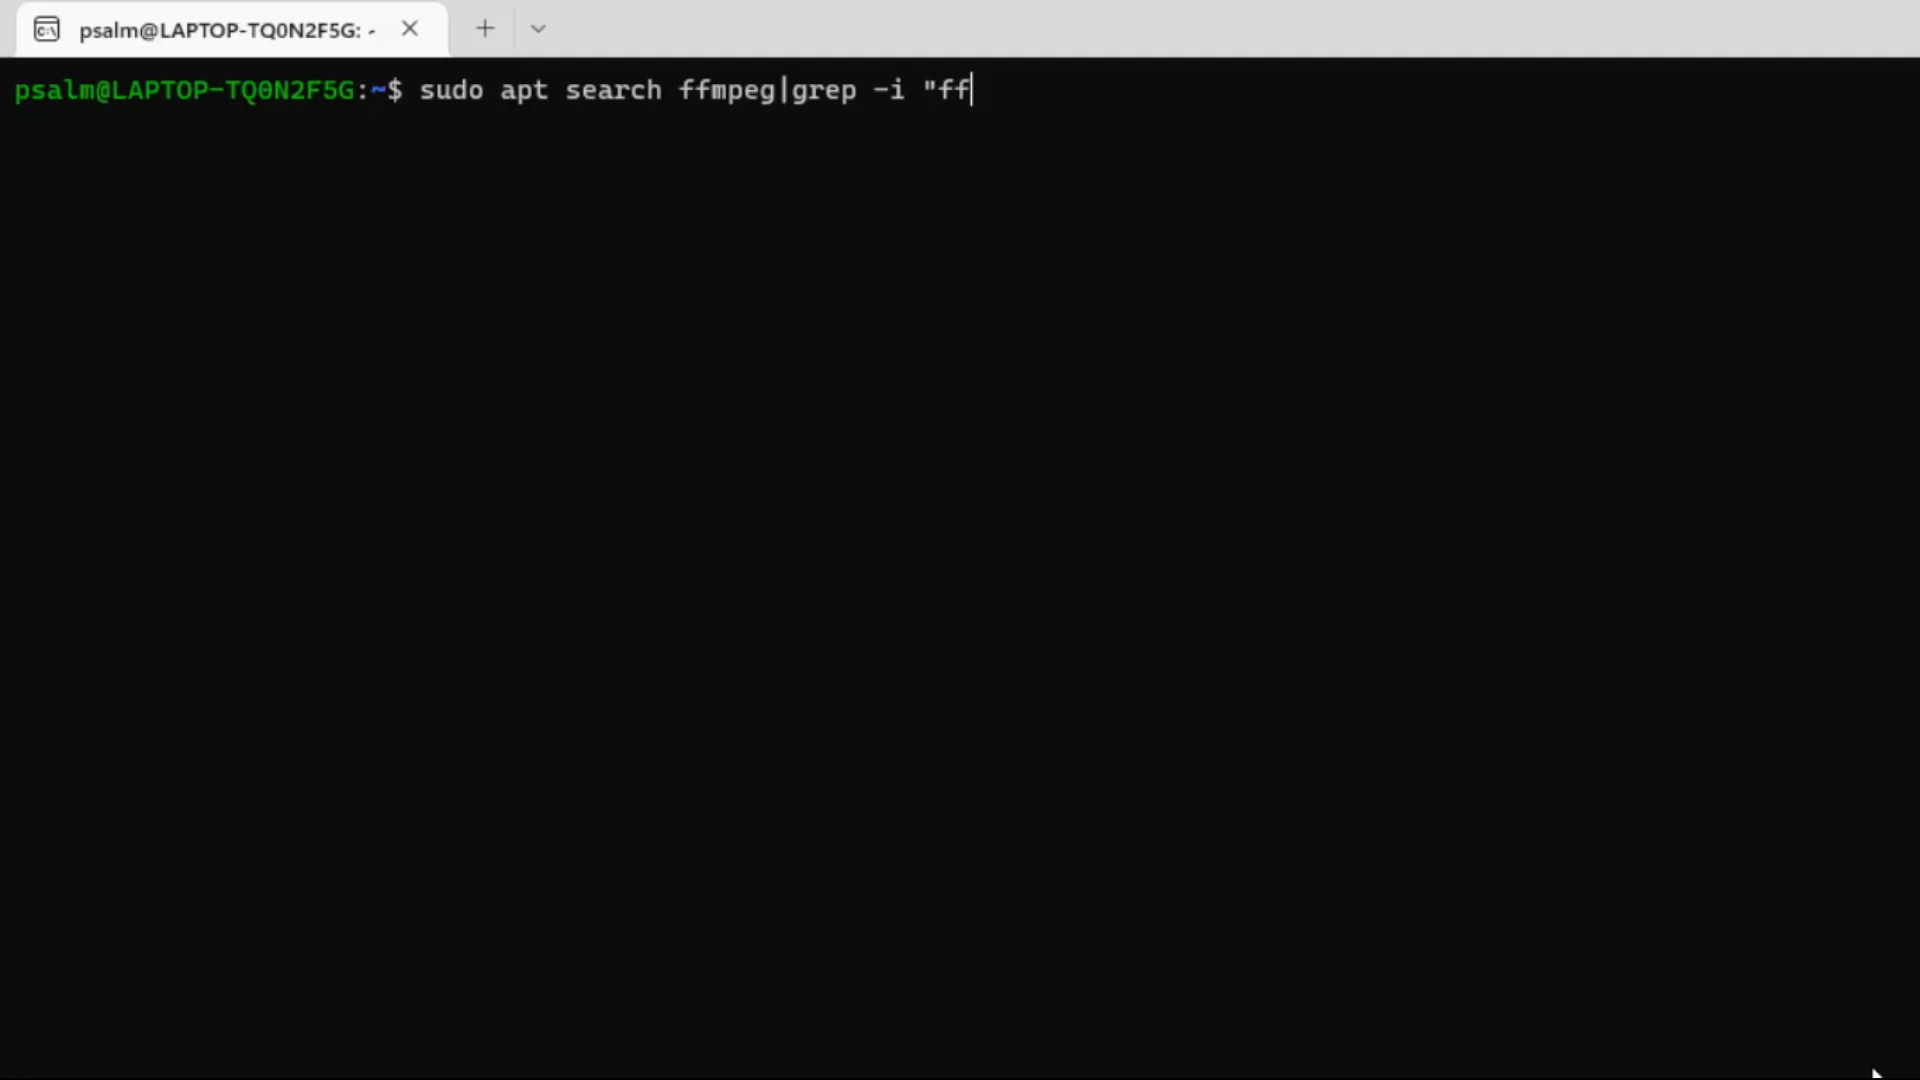 psalm@LAPTOP-TQ0N2F5G: ~
psalm@LAPTOP-TQ0N2F5G:~$ sudo apt search ffmpeg|grep -i "ff